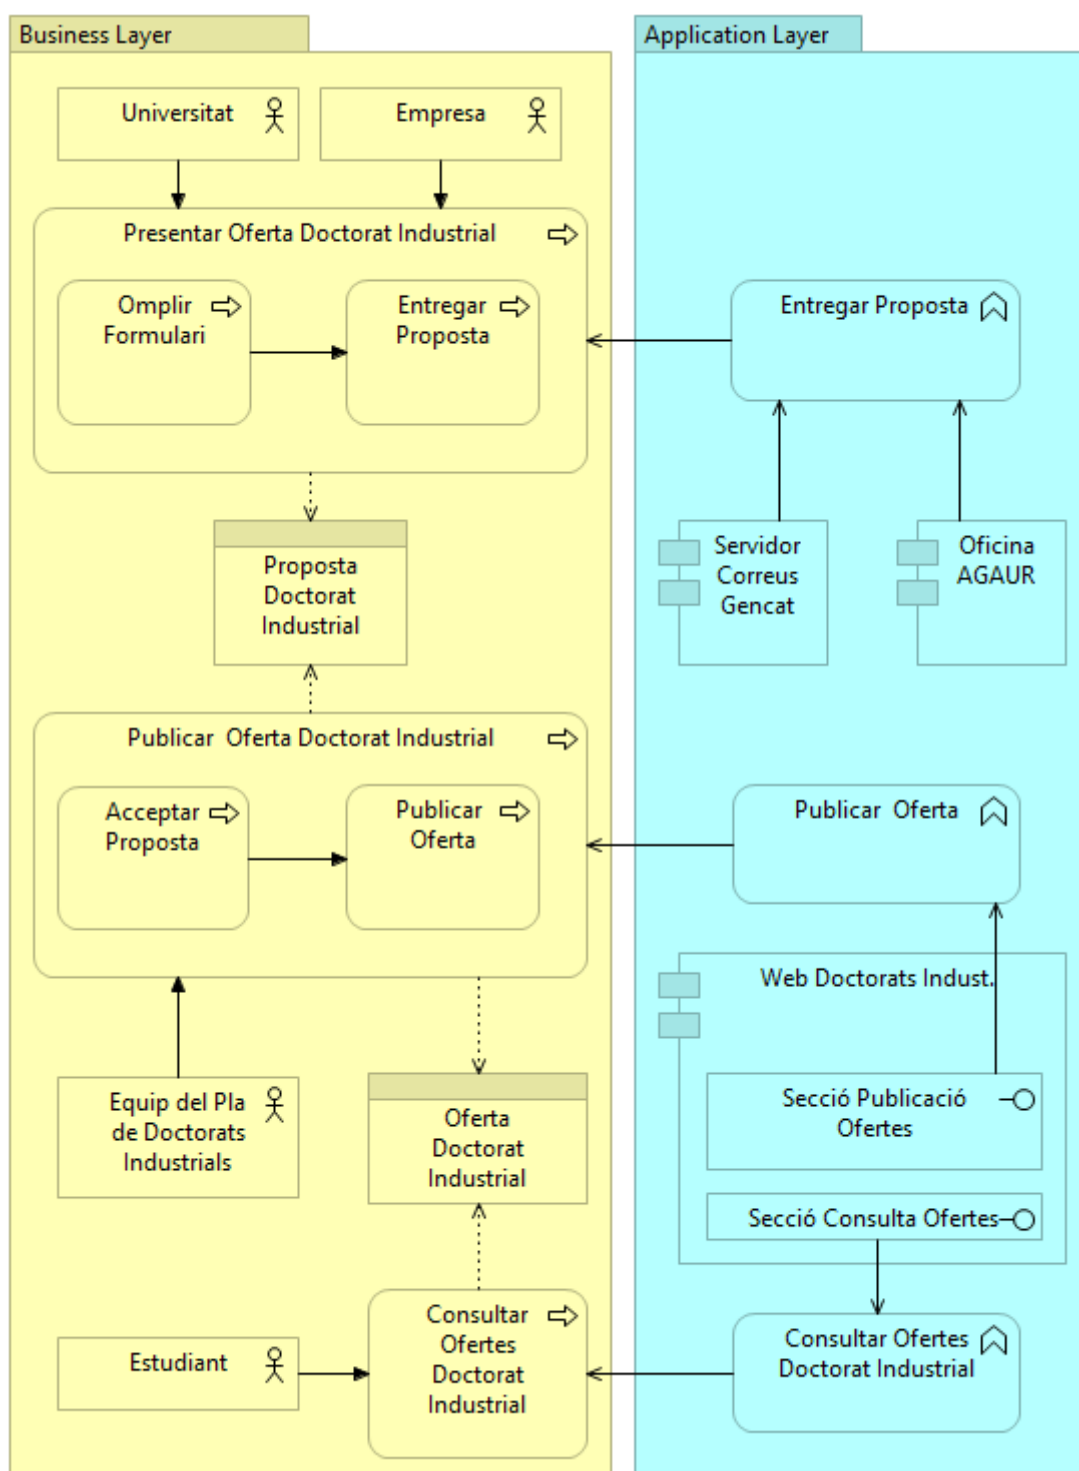 Business Layer
Application Layer
Universitat
Empresa
Presentar Oferta Doctorat Industrial
Omplir
Formulari
Entregar
Proposta
Entregar Proposta
Servidor
Correus
Gencat
Oficina
AGAUR
Proposta
Doctorat
Industrial
Publicar Oferta Doctorat Industrial
Acceptar
Proposta
Publicar
Oferta
Publicar Oferta
Web Doctorats Indust.
Equip del Pla
de Doctorats
Industrials
Oferta
Doctorat
Industrial
Secció Publicació
Ofertes
Secció Consulta Ofertes
Estudiant
Consultar
Ofertes
Doctorat
Industrial
Consultar Ofertes
Doctorat Industrial